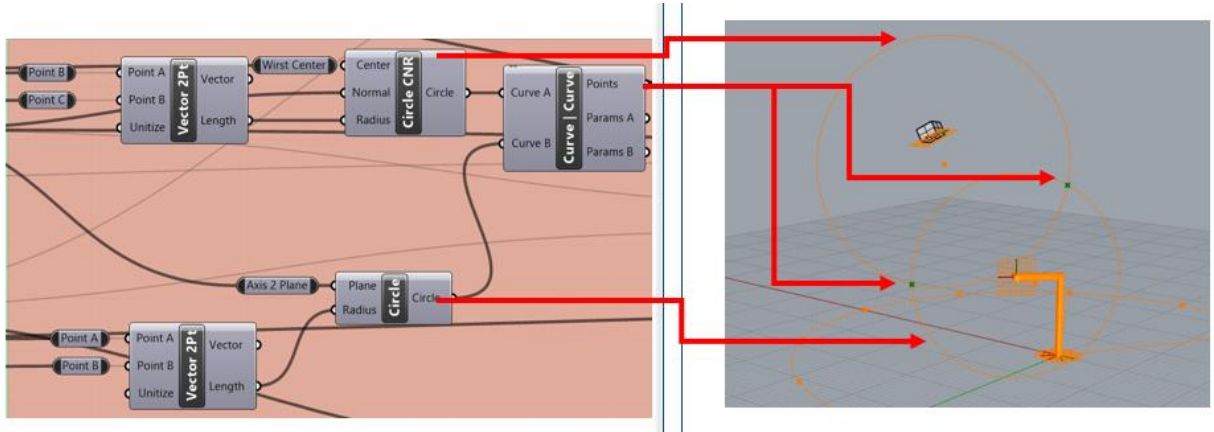 Point B
Point C
Point A
Point B
Unitize
Vector 2Pt
Vector
Length
Wirst Center
Center
Normal
Radius
Circle CNR
Circle
Curve A
Curve B
Curve | Curve
Points
Params A
Params B
Axis 2 Plane
Plane
Radius
Circle
Circle
Point A
Point B
Point A
Point B
Unitize
Vector 2Pt
Vector
Length